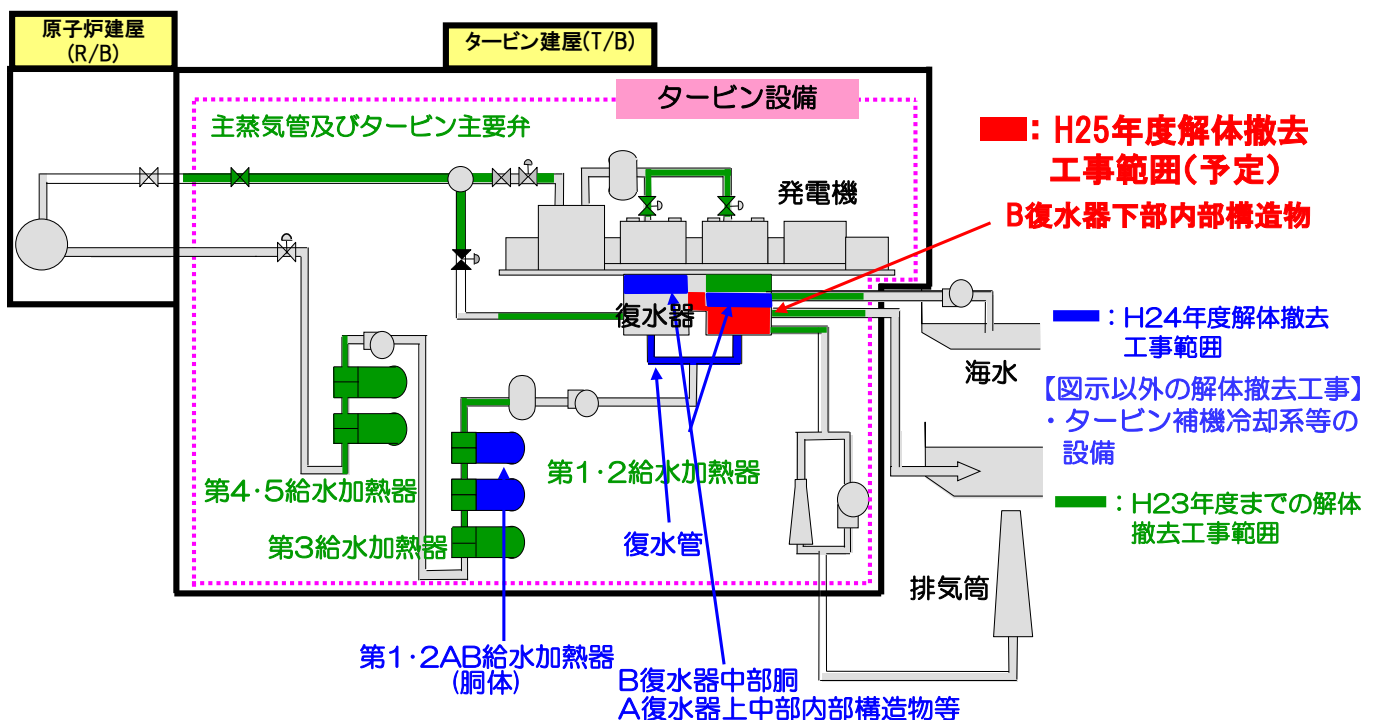 原子炉建屋
(R/B)
タービン建屋(T/B)
タービン設備
主蒸気管及びタービン主要弁
発電機
：H25年度解体撤去
工事範囲(予定)
B復水器下部内部構造物
復水器
：H24年度解体撤去
工事範囲
海水
【図示以外の解体撤去工事】
・タービン補機冷却系等の
設備
第4・5給水加熱器
第1・2給水加熱器
：H23年度までの解体
撤去工事範囲
第3給水加熱器
復水管
排気筒
第1・2AB給水加熱器
(胴体)
B復水器中部胴
A復水器上中部内部構造物等